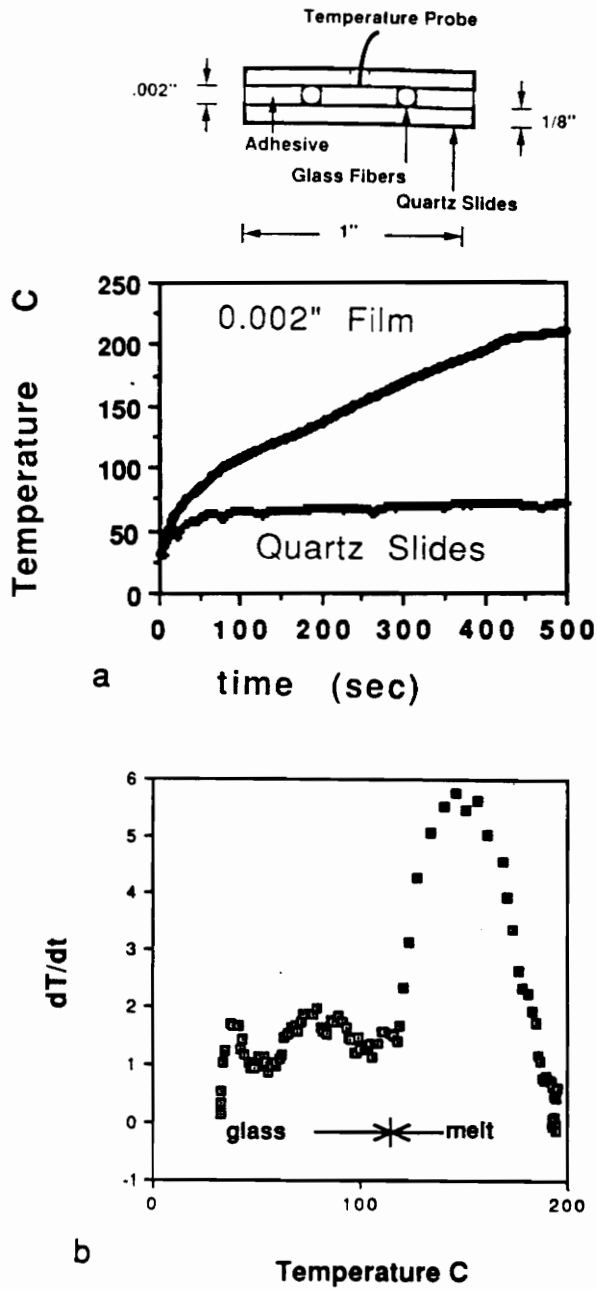 Temperature Probe
.002"
1/8"
Adhesive
Glass Fibers
Quartz Slides
1"
Temperature C
250
200
150
100
50
0
0.002" Film
Quartz Slides
0 100 200 300 400 500
a
time (sec)
dT/dt
6
5
4
3
2
1
0
-1
glass melt
0 100 200
b
Temperature C